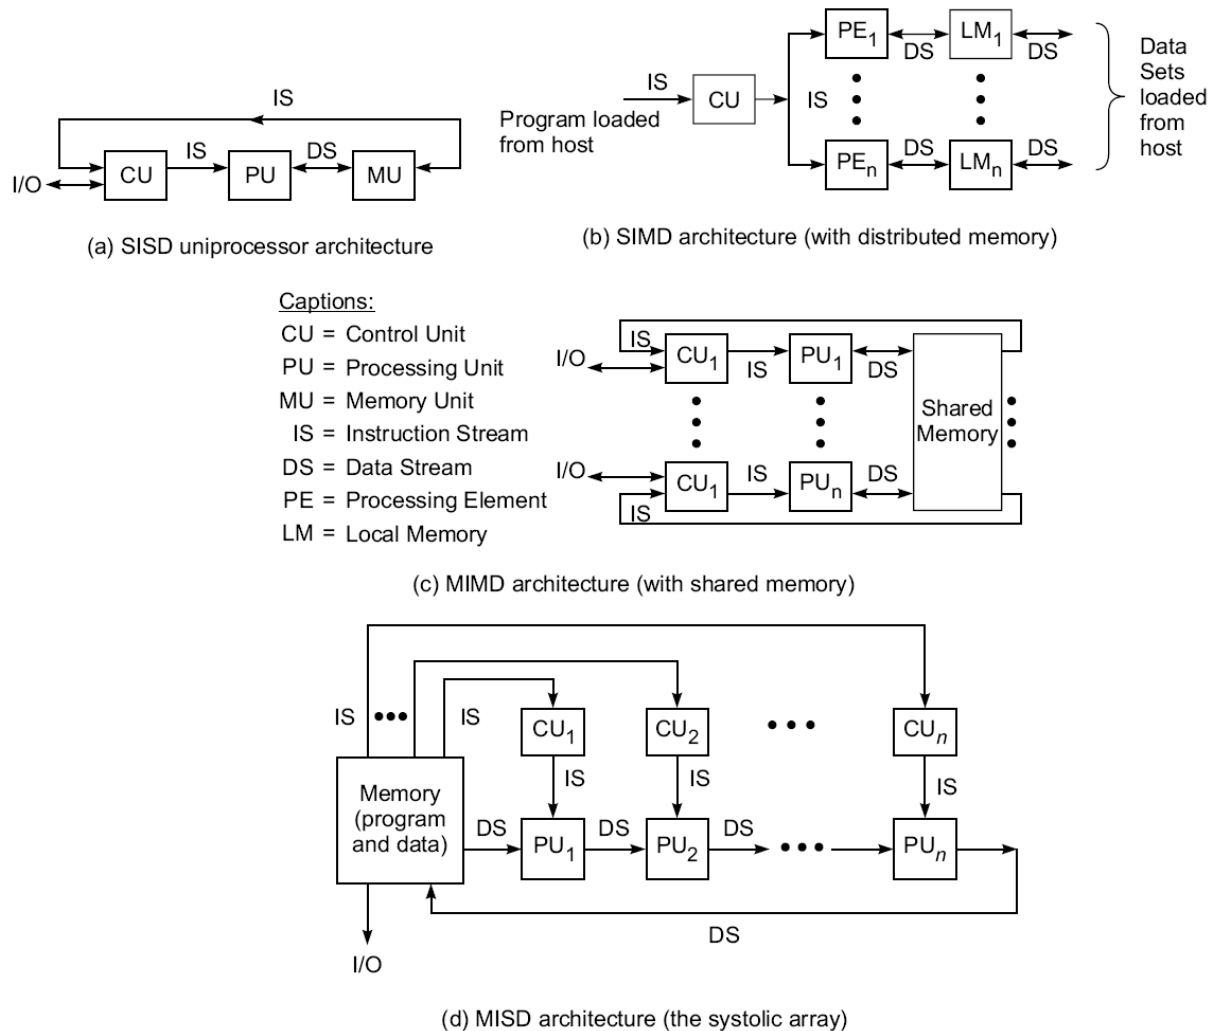 IS
CU
IS
PU
DS
MU
I/O
(a) SISD uniprocessor architecture
PE1
DS
LM1
DS
IS
CU
IS
Program loaded
from host
PEn
DS
LMn
DS
Data
Sets
loaded
from
host
(b) SIMD architecture (with distributed memory)
Captions:
CU = Control Unit
PU = Processing Unit
MU = Memory Unit
IS = Instruction Stream
DS = Data Stream
PE = Processing Element
LM = Local Memory
IS
I/O
CU1
IS
PU1
DS
Shared
Memory
I/O
CU1
IS
PUn
DS
IS
(c) MIMD architecture (with shared memory)
IS
IS
CU1
CU2
CUn
IS
IS
IS
Memory
(program
and data)
DS
PU1
DS
PU2
DS
PUn
DS
I/O
(d) MISD architecture (the systolic array)